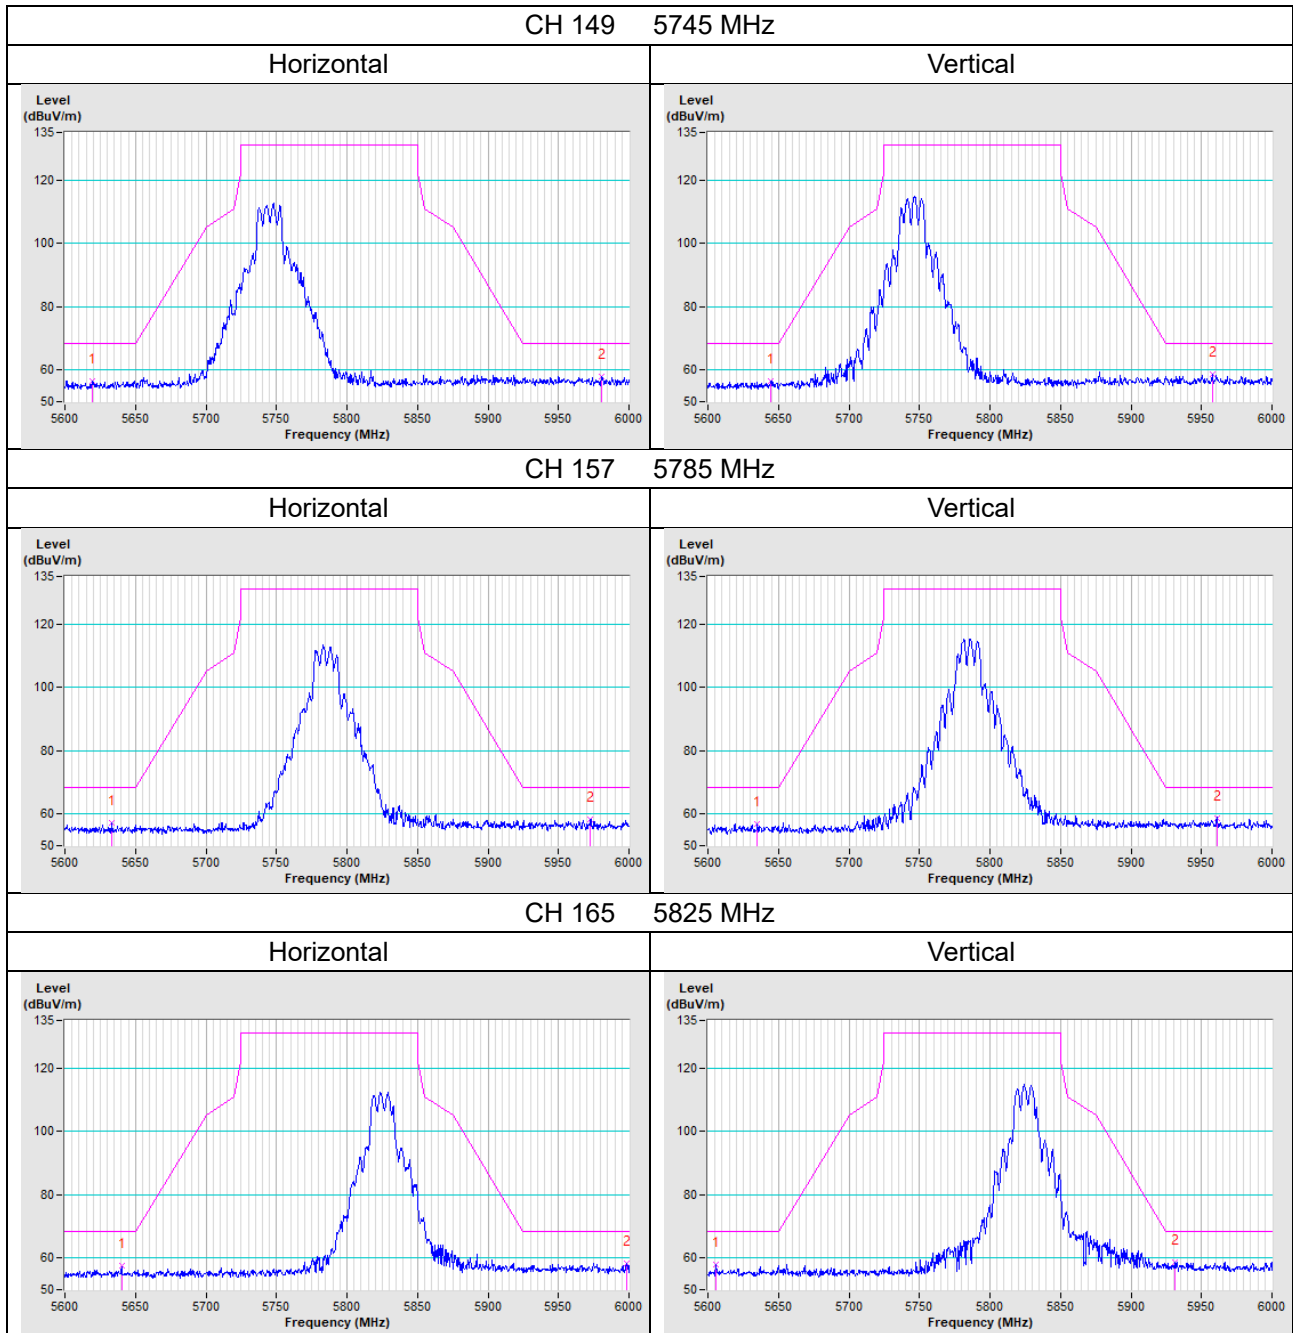 CH 149 5745 MHz
Horizontal Vertical
Level Level
(dBuV/m) (dBuV/m)
135 135
120 120
100 100
80 80
1 2 1 2
60 60
50 50
5600 5650 5700 5750 5800 5850 5900 5950 6000 5600 5650 5700 5750 5800 5850 5900 5950 6000
Frequency (MHz) Frequency (MHz)
CH 157 5785 MHz
Horizontal Vertical
Level Level
(dBuV/m) (dBuV/m)
135 135
120 120
100 100
80 80
1 2 1 2
60 60
50 50
5600 5650 5700 5750 5800 5850 5900 5950 6000 5600 5650 5700 5750 5800 5850 5900 5950 6000
Frequency (MHz) Frequency (MHz)
CH 165 5825 MHz
Horizontal Vertical
Level Level
(dBuV/m) (dBuV/m)
135 135
120 120
100 100
80 80
1 2 1 2
60 60
50 50
5600 5650 5700 5750 5800 5850 5900 5950 6000 5600 5650 5700 5750 5800 5850 5900 5950 6000
Frequency (MHz) Frequency (MHz)